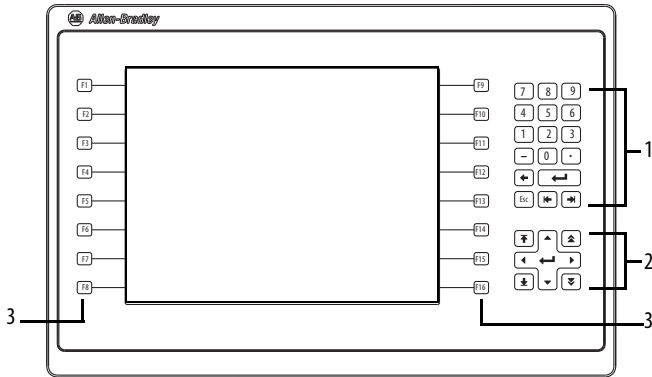 AB Allen-Bradley
F1 F9
F2 F10
F3 F11
F4 F12
F5 F13
F6 F14
F7 F15
F8 F16
7 8 9
4 5 6
1 2 3
– 0 .
Esc
1
2
3
3